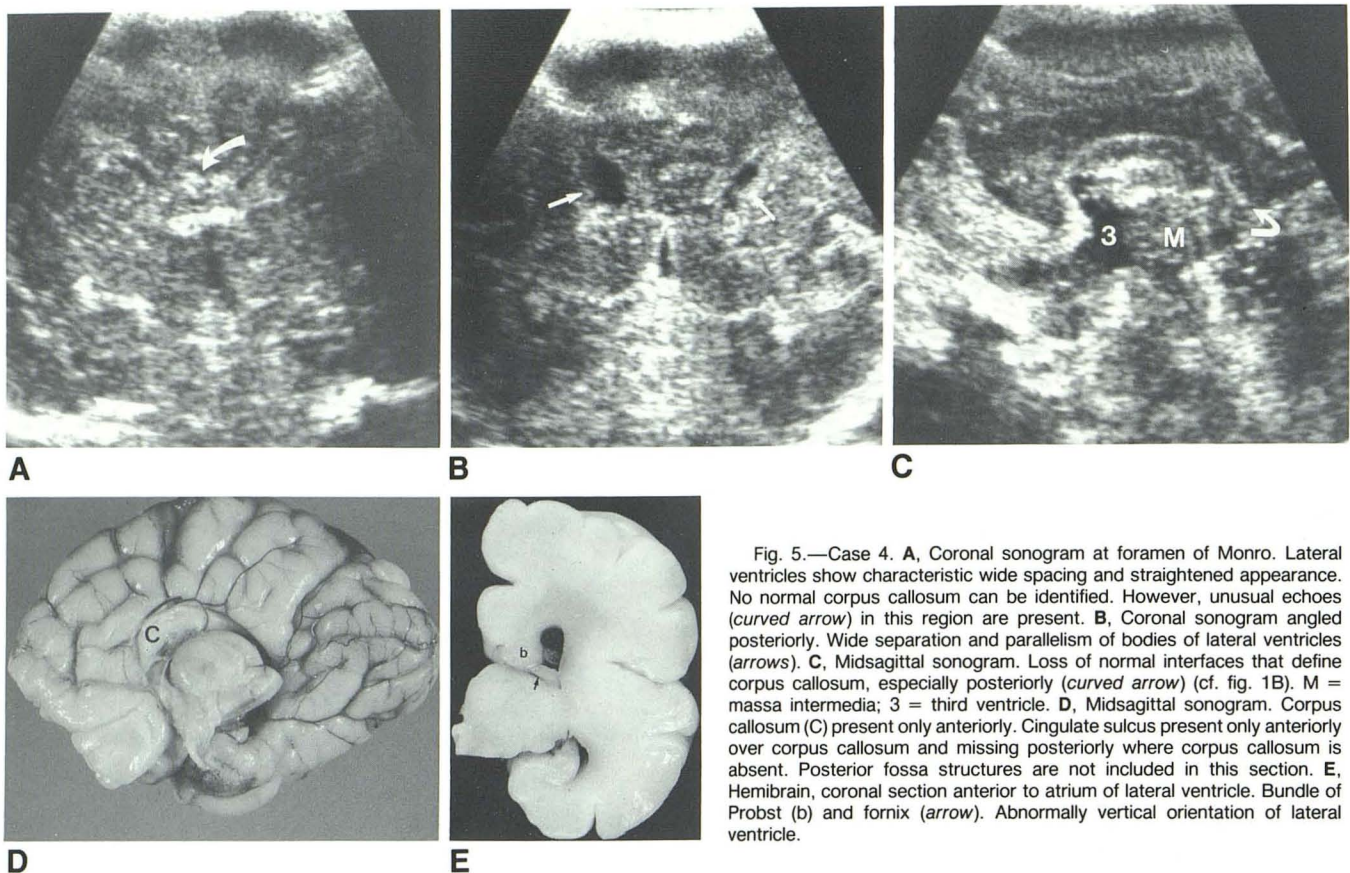 A
B
3 M
C
C
D
b
E
Fig. 5.—Case 4. A, Coronal sonogram at foramen of Monro. Lateral
ventricles show characteristic wide spacing and straightened appearance.
No normal corpus callosum can be identified. However, unusual echoes
(curved arrow) in this region are present. B, Coronal sonogram angled
posteriorly. Wide separation and parallelism of bodies of lateral ventricles
(arrows). C, Midsagittal sonogram. Loss of normal interfaces that define
corpus callosum, especially posteriorly (curved arrow) (cf. fig. 1B). M =
massa intermedia; 3 = third ventricle. D, Midsagittal sonogram. Corpus
callosum (C) present only anteriorly. Cingulate sulcus present only anteriorly
over corpus callosum and missing posteriorly where corpus callosum is
absent. Posterior fossa structures are not included in this section. E,
Hemibrain, coronal section anterior to atrium of lateral ventricle. Bundle of
Probst (b) and fornix (arrow). Abnormally vertical orientation of lateral
ventricle.